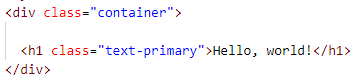 <div class="container">
<h1 class="text-primary">Hello, world!</h1>
</div>